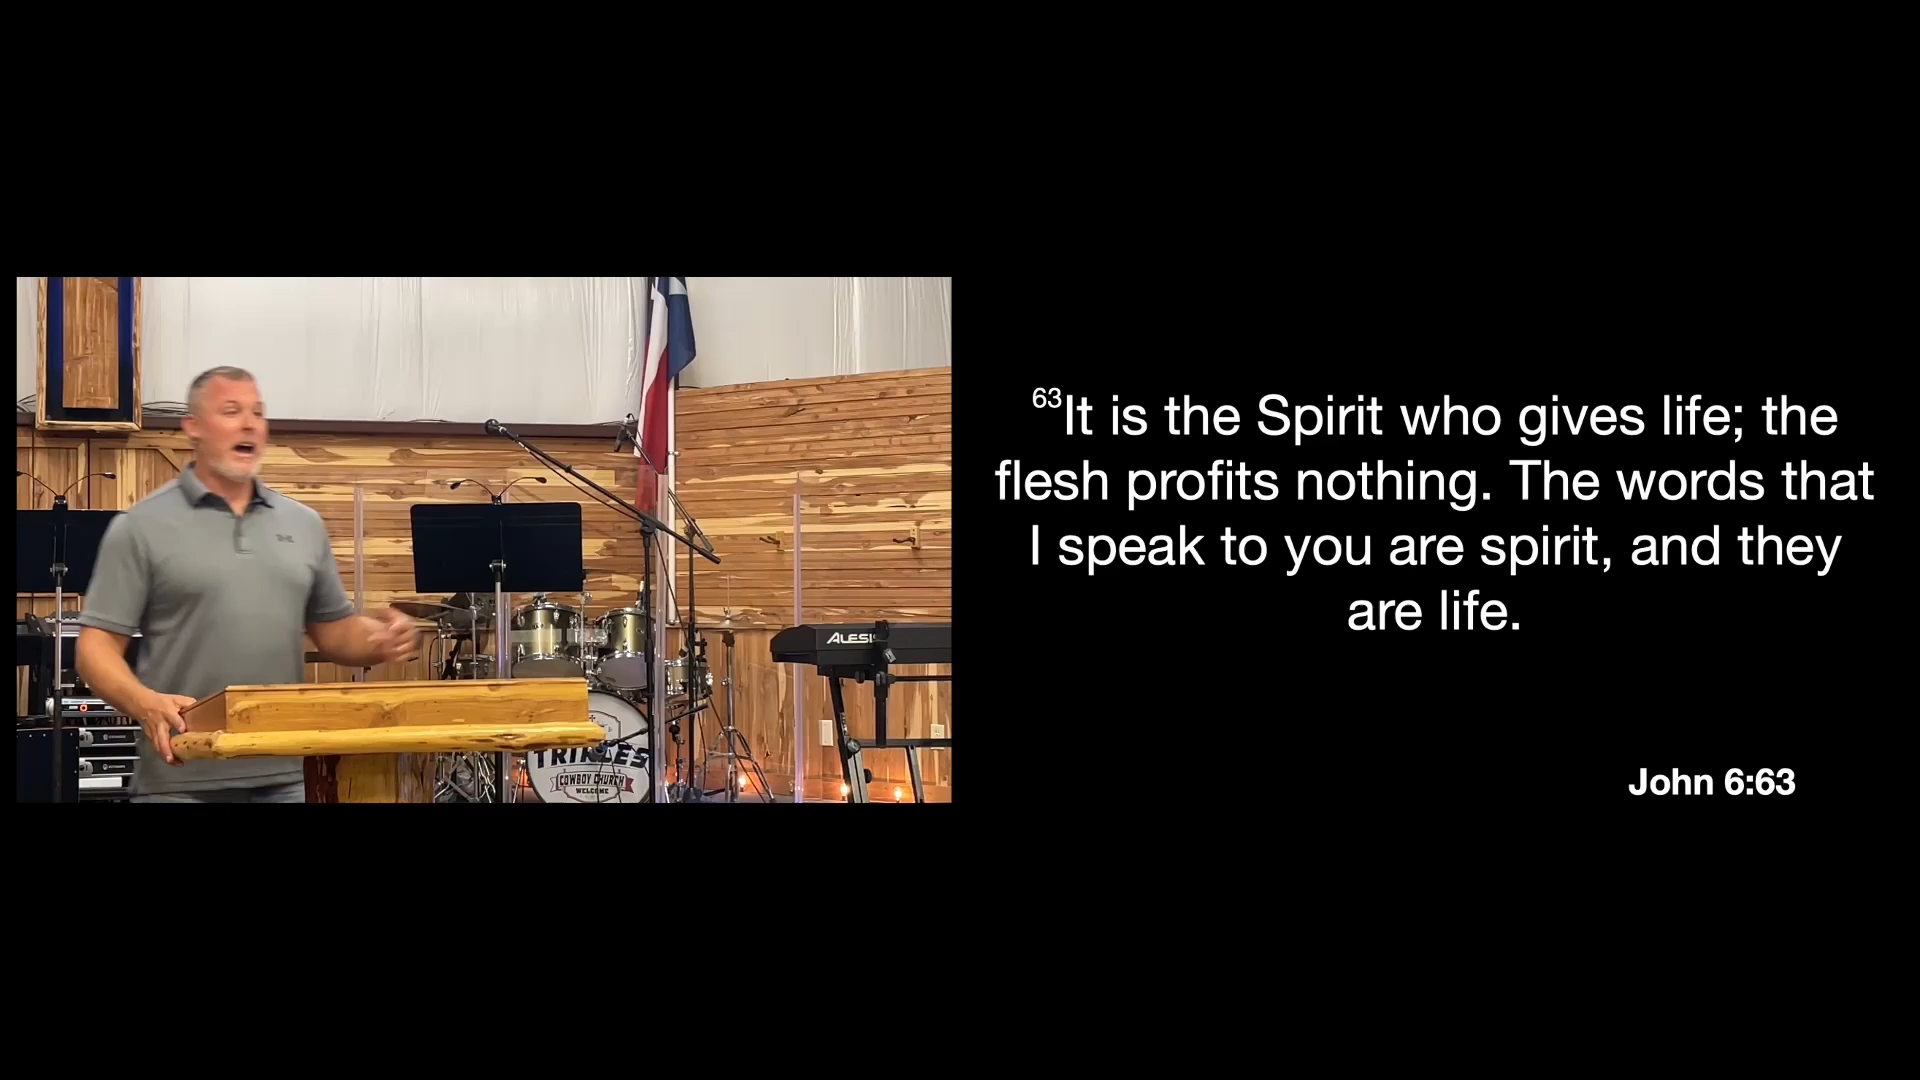 63It is the Spirit who gives life; the
flesh profits nothing. The words that
I speak to you are spirit, and they
are life.
John 6:63
ALESIS
COWBOY CHURCH
WELCOME